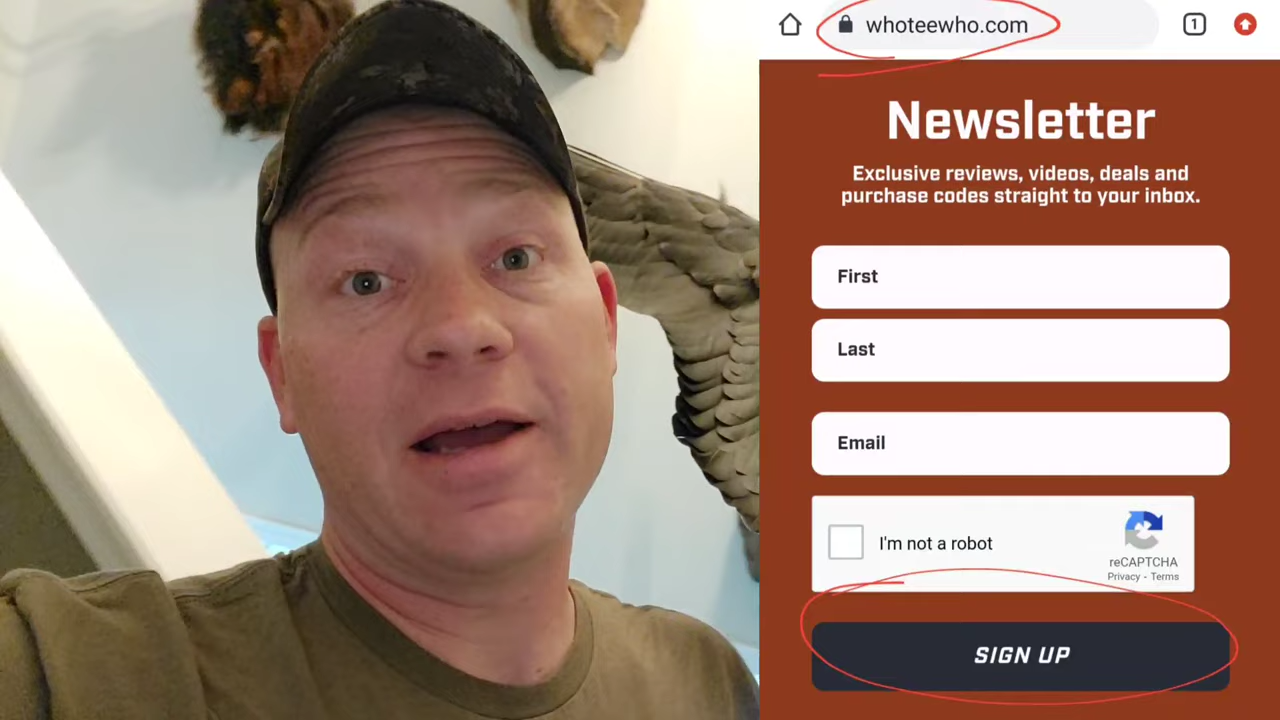 whoteewho.com
1
Newsletter
Exclusive reviews, videos, deals and
purchase codes straight to your inbox.
First
Last
Email
I'm not a robot
reCAPTCHA
Privacy - Terms
SIGN UP